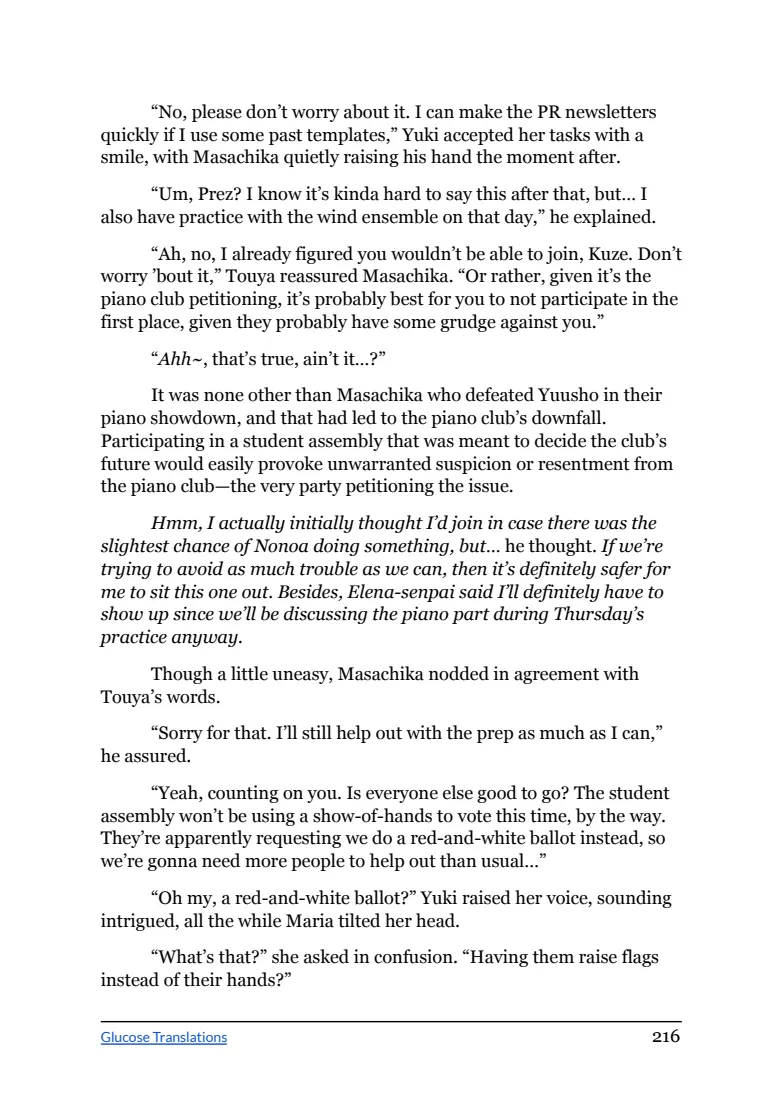 “No, please don’t worry about it. I can make the PR newsletters
quickly if I use some past templates,” Yuki accepted her tasks with a
smile, with Masachika quietly raising his hand the moment after.
“Um, Prez? I know it’s kinda hard to say this after that, but… I
also have practice with the wind ensemble on that day,” he explained.
“Ah, no, I already figured you wouldn’t be able to join, Kuze. Don’t
worry ’bout it,” Touya reassured Masachika. “Or rather, given it’s the
piano club petitioning, it’s probably best for you to not participate in the
first place, given they probably have some grudge against you.”
“Ahh~, that’s true, ain’t it…?”
It was none other than Masachika who defeated Yuusho in their
piano showdown, and that had led to the piano club’s downfall.
Participating in a student assembly that was meant to decide the club’s
future would easily provoke unwarranted suspicion or resentment from
the piano club—the very party petitioning the issue.
Hmm, I actually initially thought I’d join in case there was the
slightest chance of Nonoa doing something, but… he thought. If we’re
trying to avoid as much trouble as we can, then it’s definitely safer for
me to sit this one out. Besides, Elena-senpai said I’ll definitely have to
show up since we’ll be discussing the piano part during Thursday’s
practice anyway.
Though a little uneasy, Masachika nodded in agreement with
Touya’s words.
“Sorry for that. I’ll still help out with the prep as much as I can,”
he assured.
“Yeah, counting on you. Is everyone else good to go? The student
assembly won’t be using a show-of-hands to vote this time, by the way.
They’re apparently requesting we do a red-and-white ballot instead, so
we’re gonna need more people to help out than usual…”
“Oh my, a red-and-white ballot?” Yuki raised her voice, sounding
intrigued, all the while Maria tilted her head.
“What’s that?” she asked in confusion. “Having them raise flags
instead of their hands?”
Glucose Translations 216